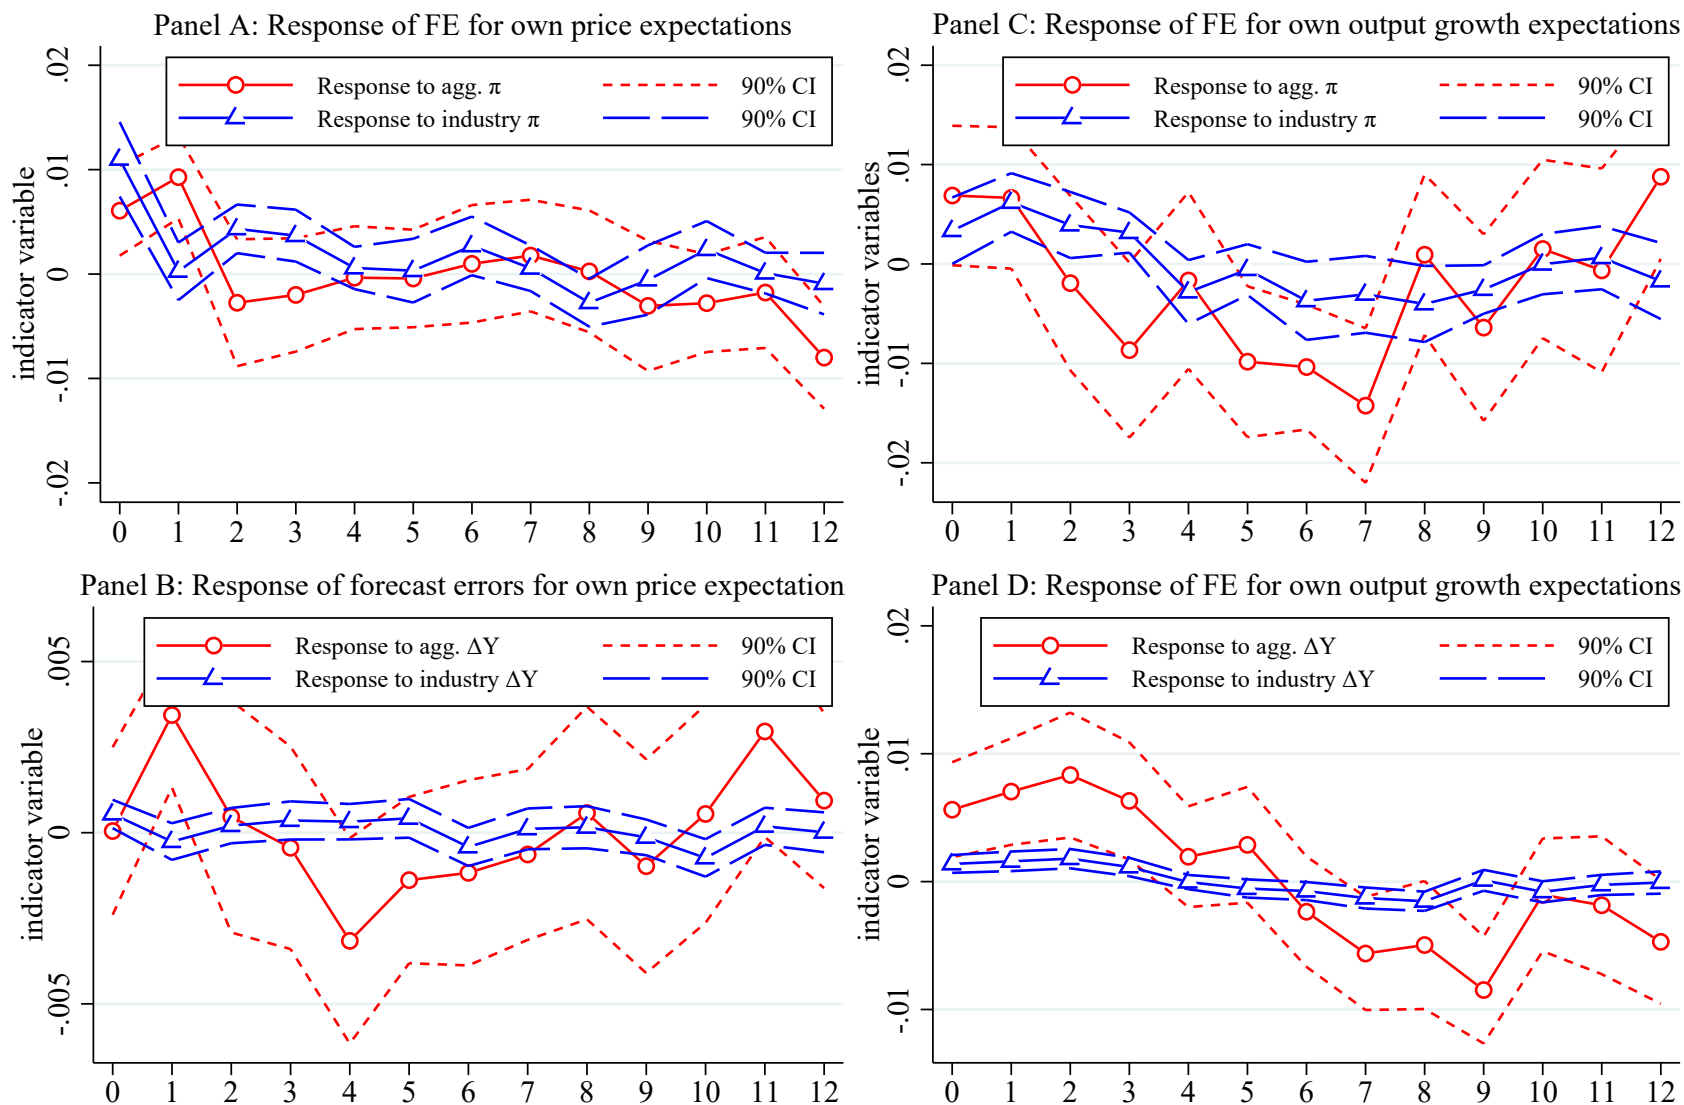 Panel A: Response of FE for own price expectations
Response to agg. π
90% CI
Response to industry π
90% CI
indicator variable
.02
.01
0
-.01
-.02
0 1 2 3 4 5 6 7 8 9 10 11 12
Panel C: Response of FE for own output growth expectations
Response to agg. π
90% CI
Response to industry π
90% CI
indicator variables
.02
.01
0
-.01
-.02
0 1 2 3 4 5 6 7 8 9 10 11 12
Panel B: Response of forecast errors for own price expectation
Response to agg. ΔY
90% CI
Response to industry ΔY
90% CI
indicator variable
.005
0
-.005
0 1 2 3 4 5 6 7 8 9 10 11 12
Panel D: Response of FE for own output growth expectations
Response to agg. ΔY
90% CI
Response to industry ΔY
90% CI
indicator variable
.02
.01
0
-.01
0 1 2 3 4 5 6 7 8 9 10 11 12